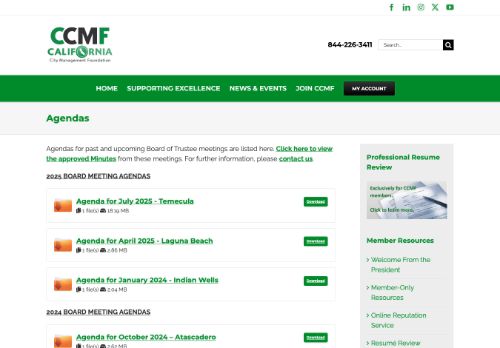 CCMF
CALIFORNIA
City Management Foundation
844-226-3411
Search...
HOME SUPPORTING EXCELLENCE NEWS & EVENTS JOIN CCMF MY ACCOUNT
Agendas
Agendas for past and upcoming Board of Trustee meetings are listed here. Click here to view
the approved Minutes from these meetings. For further information, please contact us.
2025 BOARD MEETING AGENDAS
Agenda for July 2025 - Temecula
1 file(s) 18.19 MB
Download
Agenda for April 2025 - Laguna Beach
1 file(s) 2.86 MB
Download
Agenda for January 2024 - Indian Wells
1 file(s) 2.04 MB
Download
2024 BOARD MEETING AGENDAS
Agenda for October 2024 – Atascadero
1 file(s) 2.62 MB
Download
Professional Resume
Review
Exclusively for CCMF
members.
Click to learn more.
Member Resources
Welcome From the
President
Member-Only
Resources
Online Reputation
Service
Resume Review